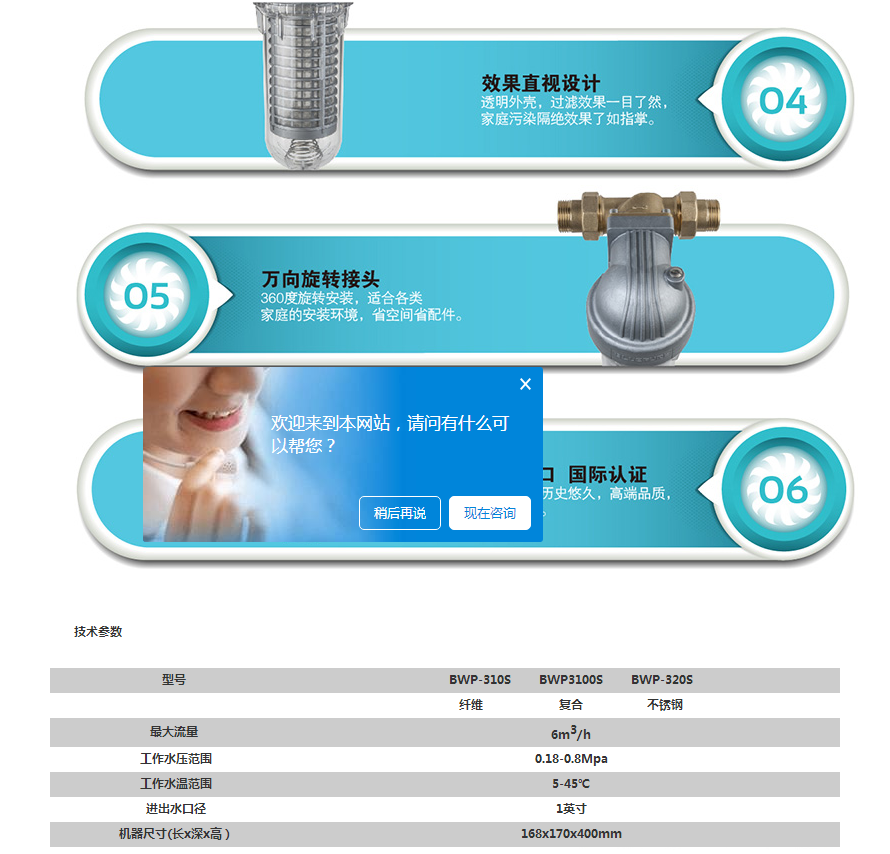 效果直视设计
透明外壳，过滤效果一目了然，
家庭污染隔绝效果了如指掌。
04
05
万向旋转接头
360度旋转安装，适合各类
家庭的安装环境，省空间省配件。
×
欢迎来到本网站，请问有什么可
以帮您？
稍后再说
现在咨询
口 国际认证
历史悠久，高端品质，
。
06
技术参数
型号 BWP-310S BWP3100S BWP-320S
纤维 复合 不锈钢
最大流量 6m³/h
工作水压范围 0.18-0.8Mpa
工作水温范围 5-45℃
进出水口径 1英寸
机器尺寸(长x深x高） 168x170x400mm